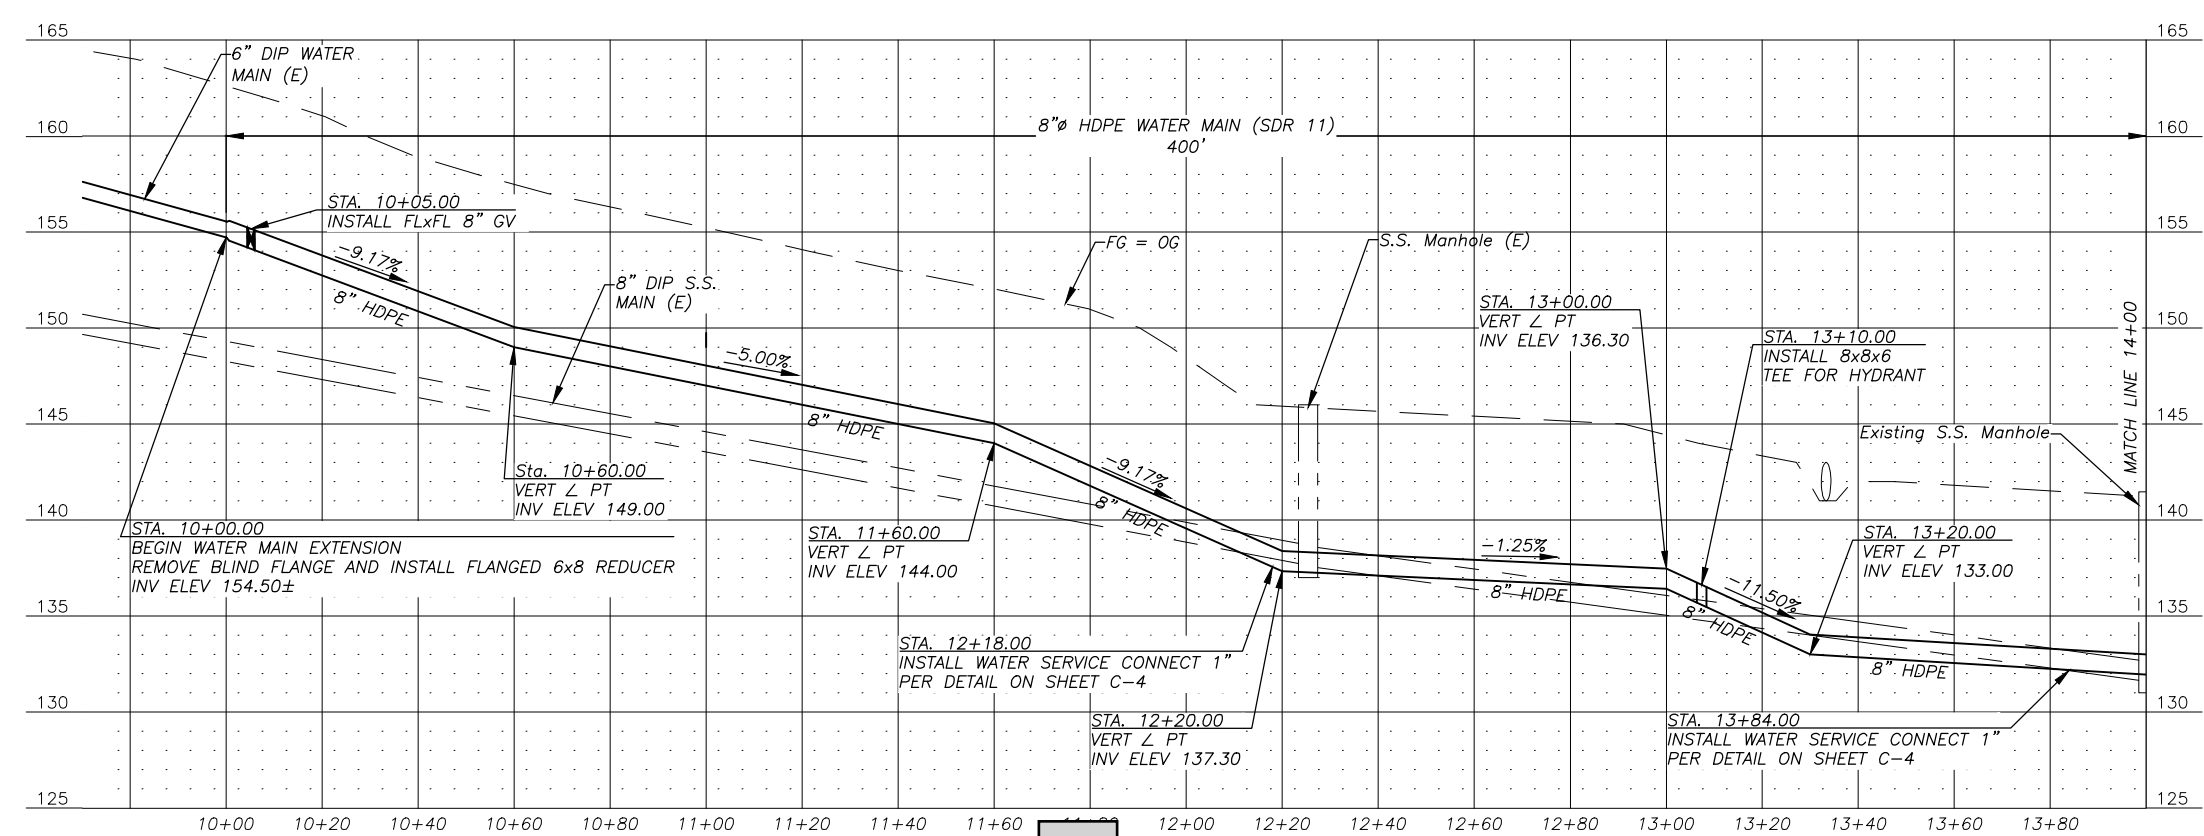 165
165
6” DIP WATER
MAIN (E)
8”ø HDPE WATER MAIN (SDR 11)
400’
160
160
STA. 10+05.00
INSTALL FLxFL 8” GV
155
155
FG = OG
S.S. Manhole (E)
-9.17%
8” HDPE
8” DIP S.S.
MAIN (E)
STA. 13+00.00
VERT ∠ PT
INV ELEV 136.30
MATCH LINE 14+00
150
150
STA. 13+10.00
INSTALL 8x8x6
TEE FOR HYDRANT
-5.00%
8” HDPE
145
145
Existing S.S. Manhole
-9.17%
8” HDPE
Sta. 10+60.00
VERT ∠ PT
INV ELEV 149.00
140
140
STA. 10+00.00
BEGIN WATER MAIN EXTENSION
REMOVE BLIND FLANGE AND INSTALL FLANGED 6x8 REDUCER
INV ELEV 154.50±
STA. 11+60.00
VERT ∠ PT
INV ELEV 144.00
-1.25%
8” HDPE
STA. 13+20.00
VERT ∠ PT
INV ELEV 133.00
-11.50%
8” HDPE
135
135
STA. 12+18.00
INSTALL WATER SERVICE CONNECT 1”
PER DETAIL ON SHEET C-4
8” HDPE
130
130
STA. 12+20.00
VERT ∠ PT
INV ELEV 137.30
STA. 13+84.00
INSTALL WATER SERVICE CONNECT 1”
PER DETAIL ON SHEET C-4
125
125
10+00 10+20 10+40 10+60 10+80 11+00 11+20 11+40 11+60 12+00 12+20 12+40 12+60 12+80 13+00 13+20 13+40 13+60 13+80